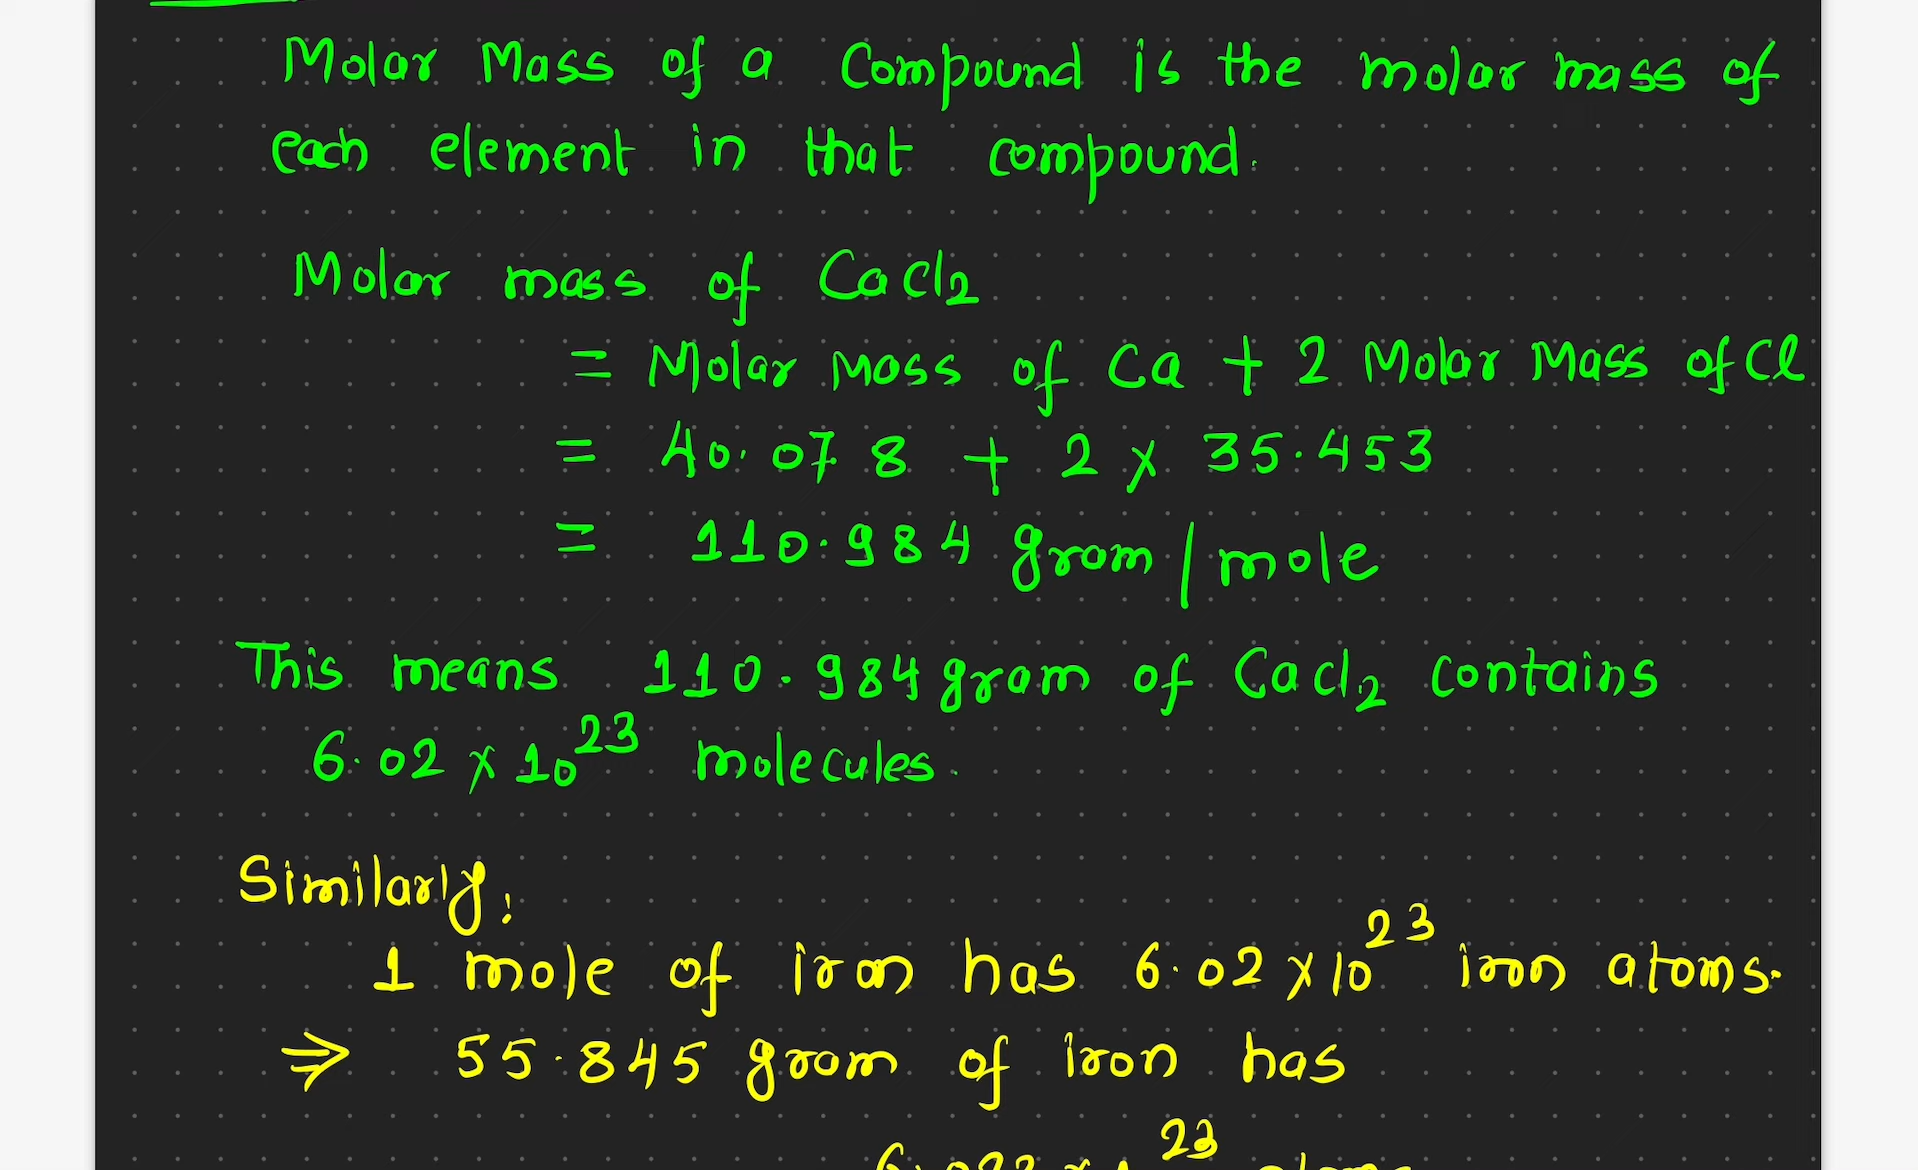 Molar Mass of a Compound is the molar mass of
each element in that compound.
Molar mass of CaCl2
= Molar Mass of Ca + 2 Molar Mass of Cl
= 40.078 + 2 × 35.453
= 110.984 gram / mole
This means 110.984 gram of CaCl2 contains
6.02 × 10^23 molecules.
Similarly,
1 mole of iron has 6.02 × 10^23 iron atoms.
⇒ 55.845 gram of iron has